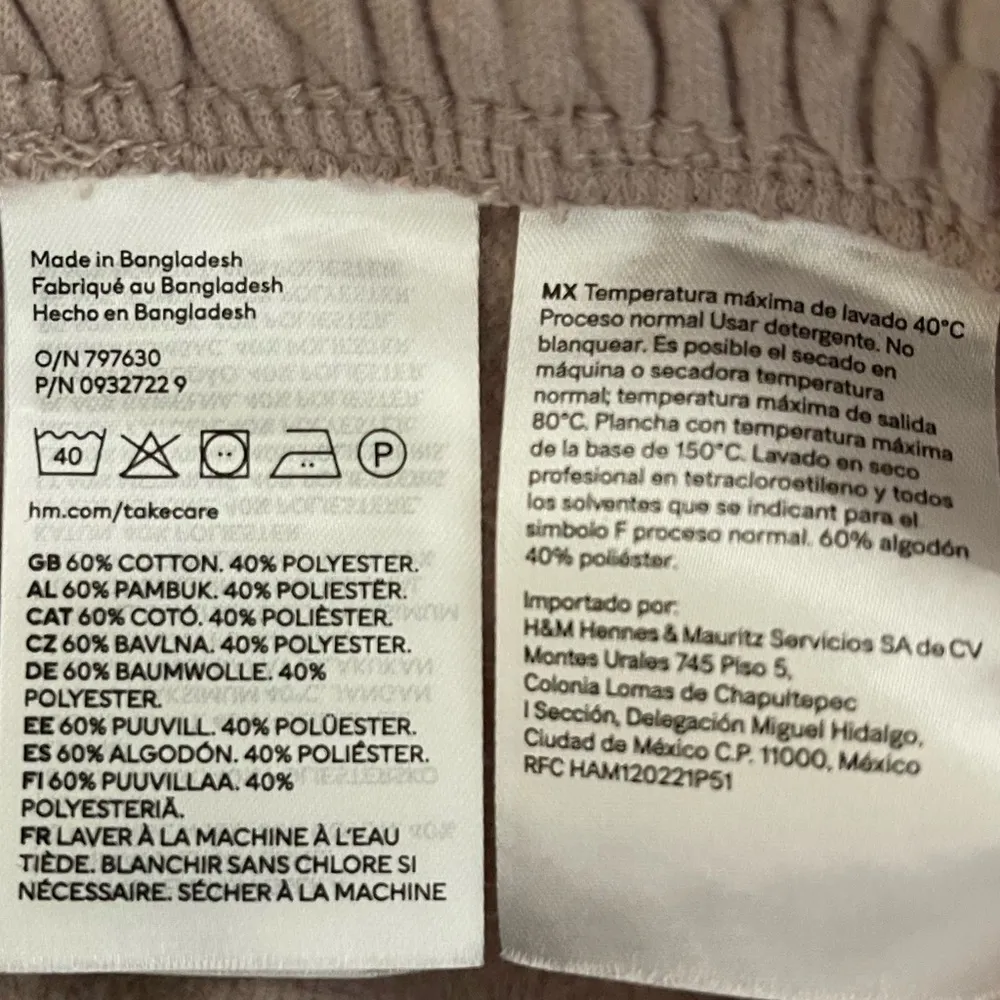 Made in Bangladesh
Fabriqué au Bangladesh
Hecho en Bangladesh
O/N 797630
P/N 0932722 9
40 P
hm.com/takecare
GB 60% COTTON. 40% POLYESTER.
AL 60% PAMBUK. 40% POLIESTËR.
CAT 60% COTÓ. 40% POLIÈSTER.
CZ 60% BAVLNA. 40% POLYESTER.
DE 60% BAUMWOLLE. 40%
POLYESTER.
EE 60% PUUVILL. 40% POLÜESTER.
ES 60% ALGODÓN. 40% POLIÉSTER.
FI 60% PUUVILLAA. 40%
POLYESTERIÄ.
FR LAVER À LA MACHINE À L'EAU
TIÈDE. BLANCHIR SANS CHLORE SI
NÉCESSAIRE. SÉCHER À LA MACHINE
MX Temperatura máxima de lavado 40°C
Proceso normal Usar detergente. No
blanquear. Es posible el secado en
máquina o secadora temperatura
normal; temperatura máxima de salida
80°C. Plancha con temperatura máxima
de la base de 150°C. Lavado en seco
profesional en tetracloroetileno y todos
los solventes que se indicant para el
simbolo F proceso normal. 60% algodón
40% poliéster.
Importado por:
H&M Hennes & Mauritz Servicios SA de CV
Montes Urales 745 Piso 5,
Colonia Lomas de Chapultepec
I Sección, Delegación Miguel Hidalgo,
Ciudad de México C.P. 11000, México
RFC HAM120221P51